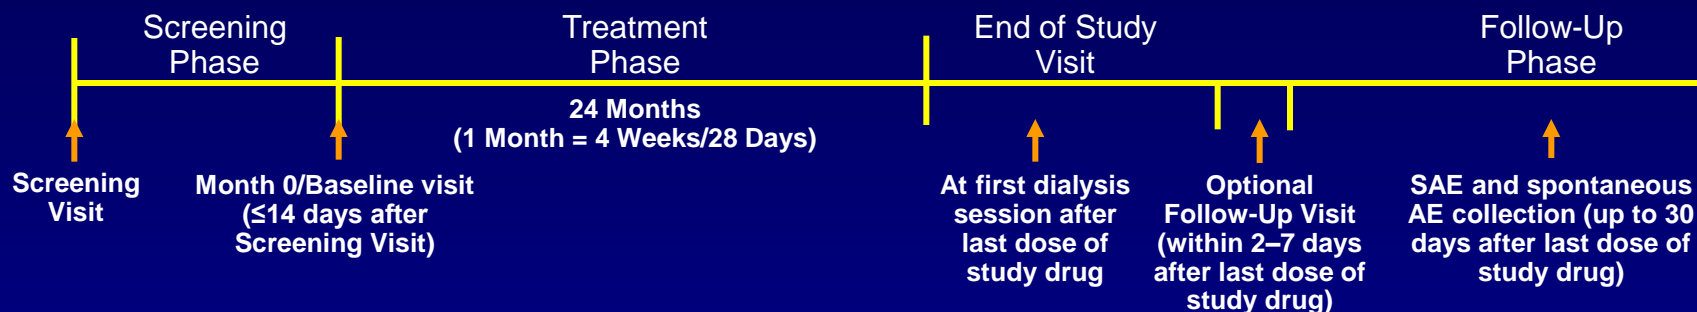 Screening
Phase
Treatment
Phase
End of Study
Visit
Follow-Up
Phase
24 Months
(1 Month = 4 Weeks/28 Days)
Screening
Visit
Month 0/Baseline visit
(≤14 days after
Screening Visit)
At first dialysis
session after
last dose of
study drug
Optional
Follow-Up Visit
(within 2–7 days
after last dose of
study drug)
SAE and spontaneous
AE collection (up to 30
days after last dose of
study drug)